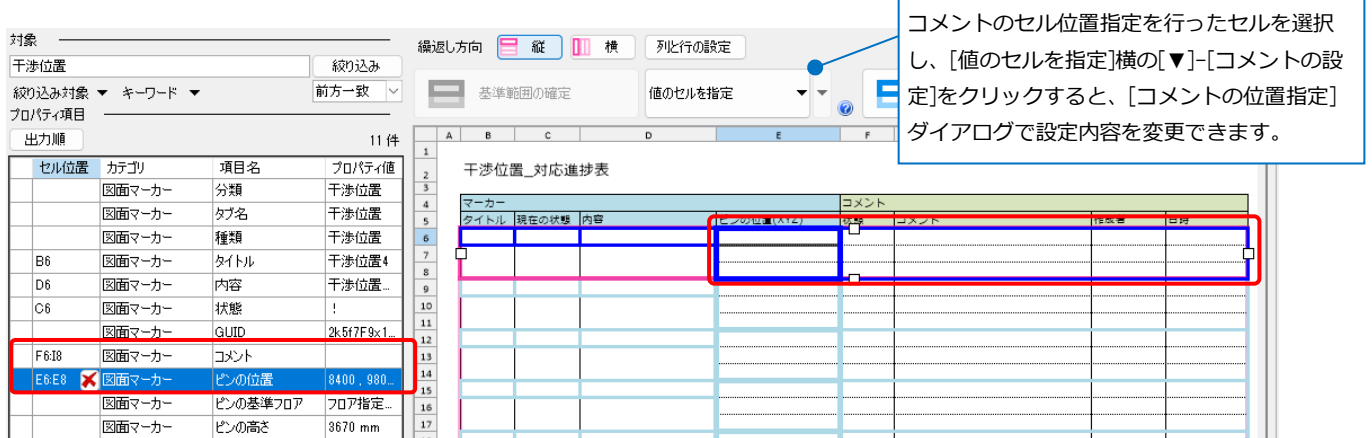 コメントのセル位置指定を行ったセルを選択
し、[値のセルを指定]横の[▼]-[コメントの設
定]をクリックすると、[コメントの位置指定]
ダイアログで設定内容を変更できます。
対象
干渉位置 絞り込み
絞り込み対象 ▼ キーワード ▼ 前方一致
プロパティ項目
出力順 11 件
セル位置 カテゴリ 項目名 プロパティ値
図面マーカー 分類 干渉位置
図面マーカー タブ名 干渉位置
図面マーカー 種類 干渉位置
B6 図面マーカー タイトル 干渉位置4
D6 図面マーカー 内容 干渉位置...
C6 図面マーカー 状態 !
図面マーカー GUID 2k5f7F9x1...
F6:I8 図面マーカー コメント
E6:E8 図面マーカー ピンの位置 8400 , 980...
図面マーカー ピンの基準フロア フロア指定...
図面マーカー ピンの高さ 3670 mm
繰返し方向 縦 横 列と行の設定
基準範囲の確定 値のセルを指定 ▼
A B C D E F
1
2 干渉位置_対応進捗表
3
4 マーカー コメント
5 タイトル 現在の状態 内容 ピンの位置(XYZ) 状態 コメント 作成者 日時
6
7
8
9
10
11
12
13
14
15
16
17